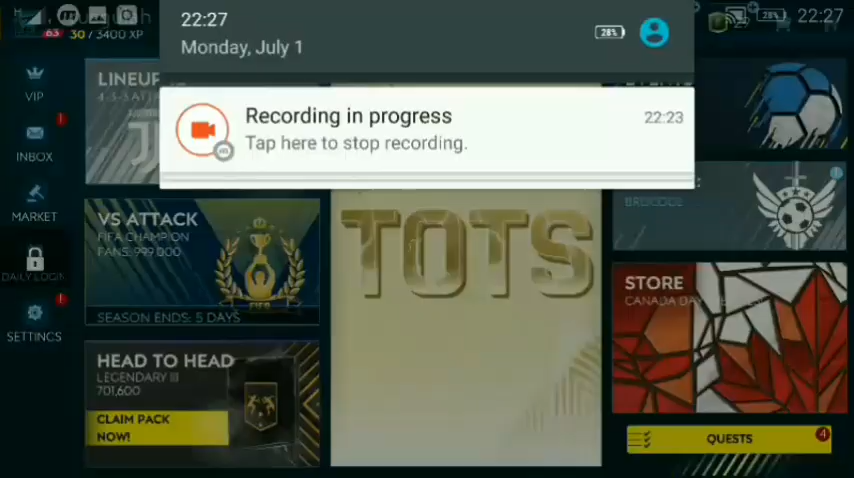 22:27
Monday, July 1
28%
28%
22:27
63
30 / 3400 XP
Recording in progress
22:23
Tap here to stop recording.
VIP
INBOX
MARKET
DAILY LOGIN
SETTINGS
LINEUP
VS ATTACK
FIFA CHAMPION
FANS: 999,000
FIFA
SEASON ENDS: 5 DAYS
HEAD TO HEAD
LEGENDARY III
701,600
CLAIM PACK
NOW!
TOTS
STORE
CANADA DAY
QUESTS
4